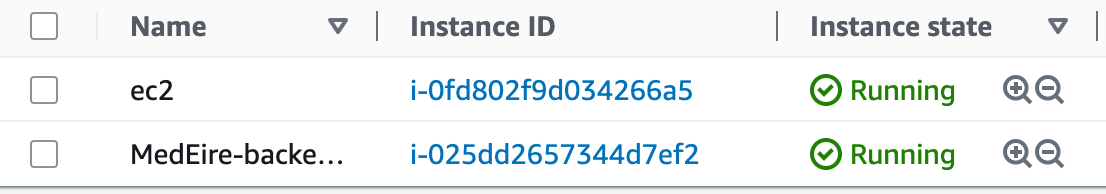 Name Instance ID Instance state
ec2 i-0fd802f9d034266a5 Running
MedEire-backe... i-025dd2657344d7ef2 Running